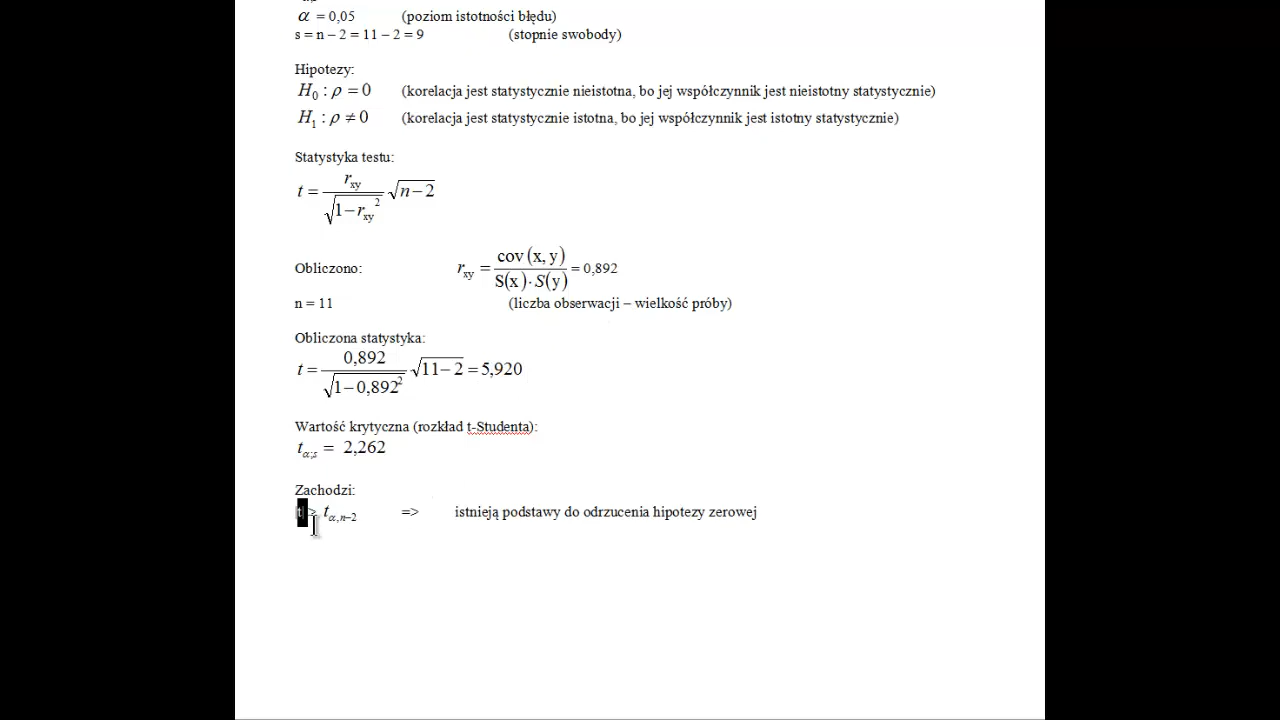 α = 0,05 (poziom istotności błędu)
s = n – 2 = 11 – 2 = 9 (stopnie swobody)
Hipotezy:
H₀ : ρ = 0 (korelacja jest statystycznie nieistotna, bo jej współczynnik jest nieistotny statystycznie)
H₁ : ρ ≠ 0 (korelacja jest statystycznie istotna, bo jej współczynnik jest istotny statystycznie)
Statystyka testu:
t = r_xy / √(1 − r_xy²) √(n − 2)
Obliczono: r_xy = cov(x, y) / (S(x)·S(y)) = 0,892
n = 11 (liczba obserwacji – wielkość próby)
Obliczona statystyka:
t = 0,892 / √(1 − 0,892²) √(11 − 2) = 5,920
Wartość krytyczna (rozkład t-Studenta):
t_α;s = 2,262
Zachodzi:
t > t_α,n−2 => istnieją podstawy do odrzucenia hipotezy zerowej